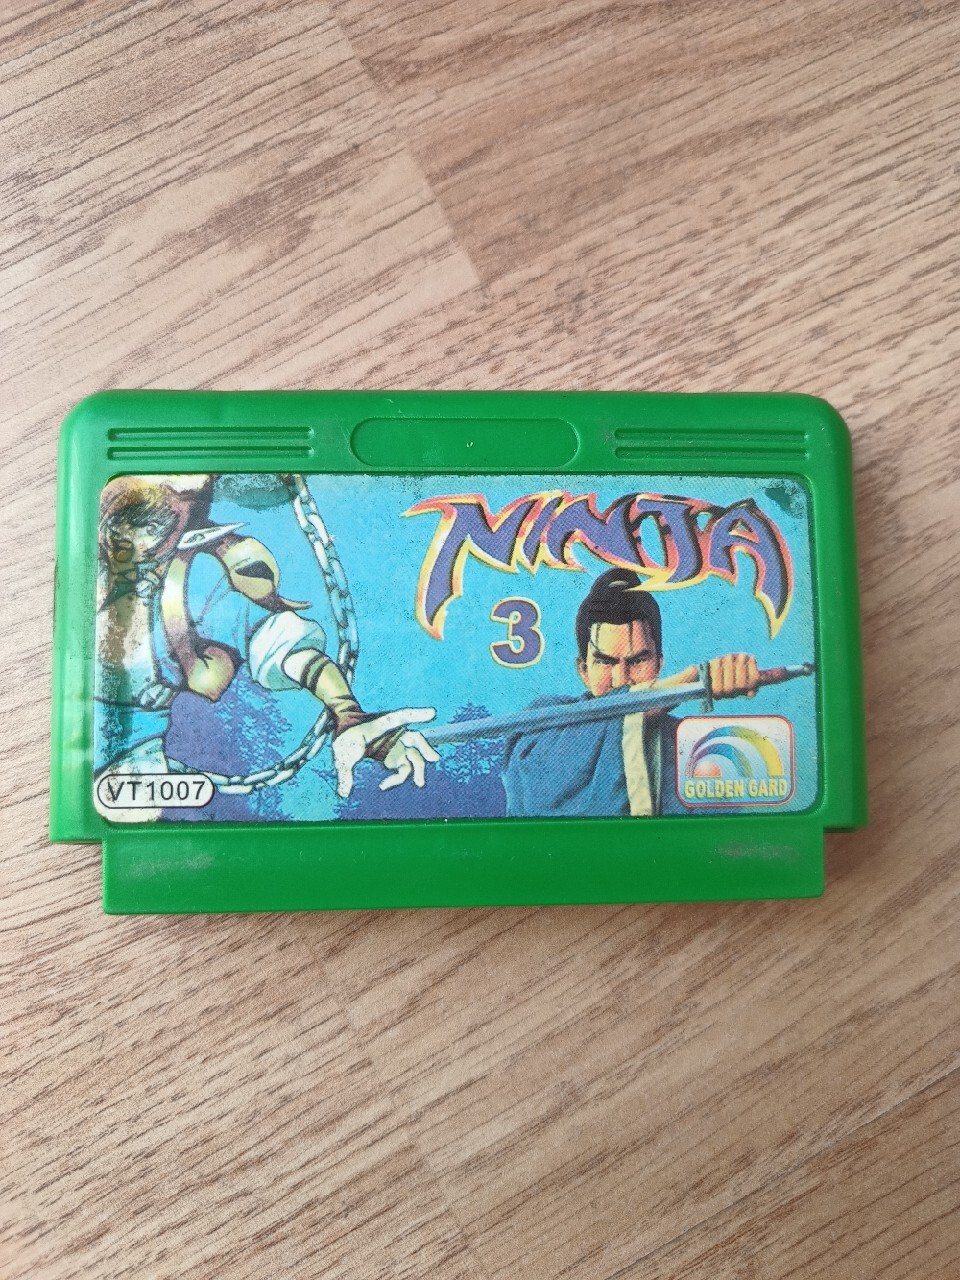 NINJA
3
VT1007
GOLDEN GARD